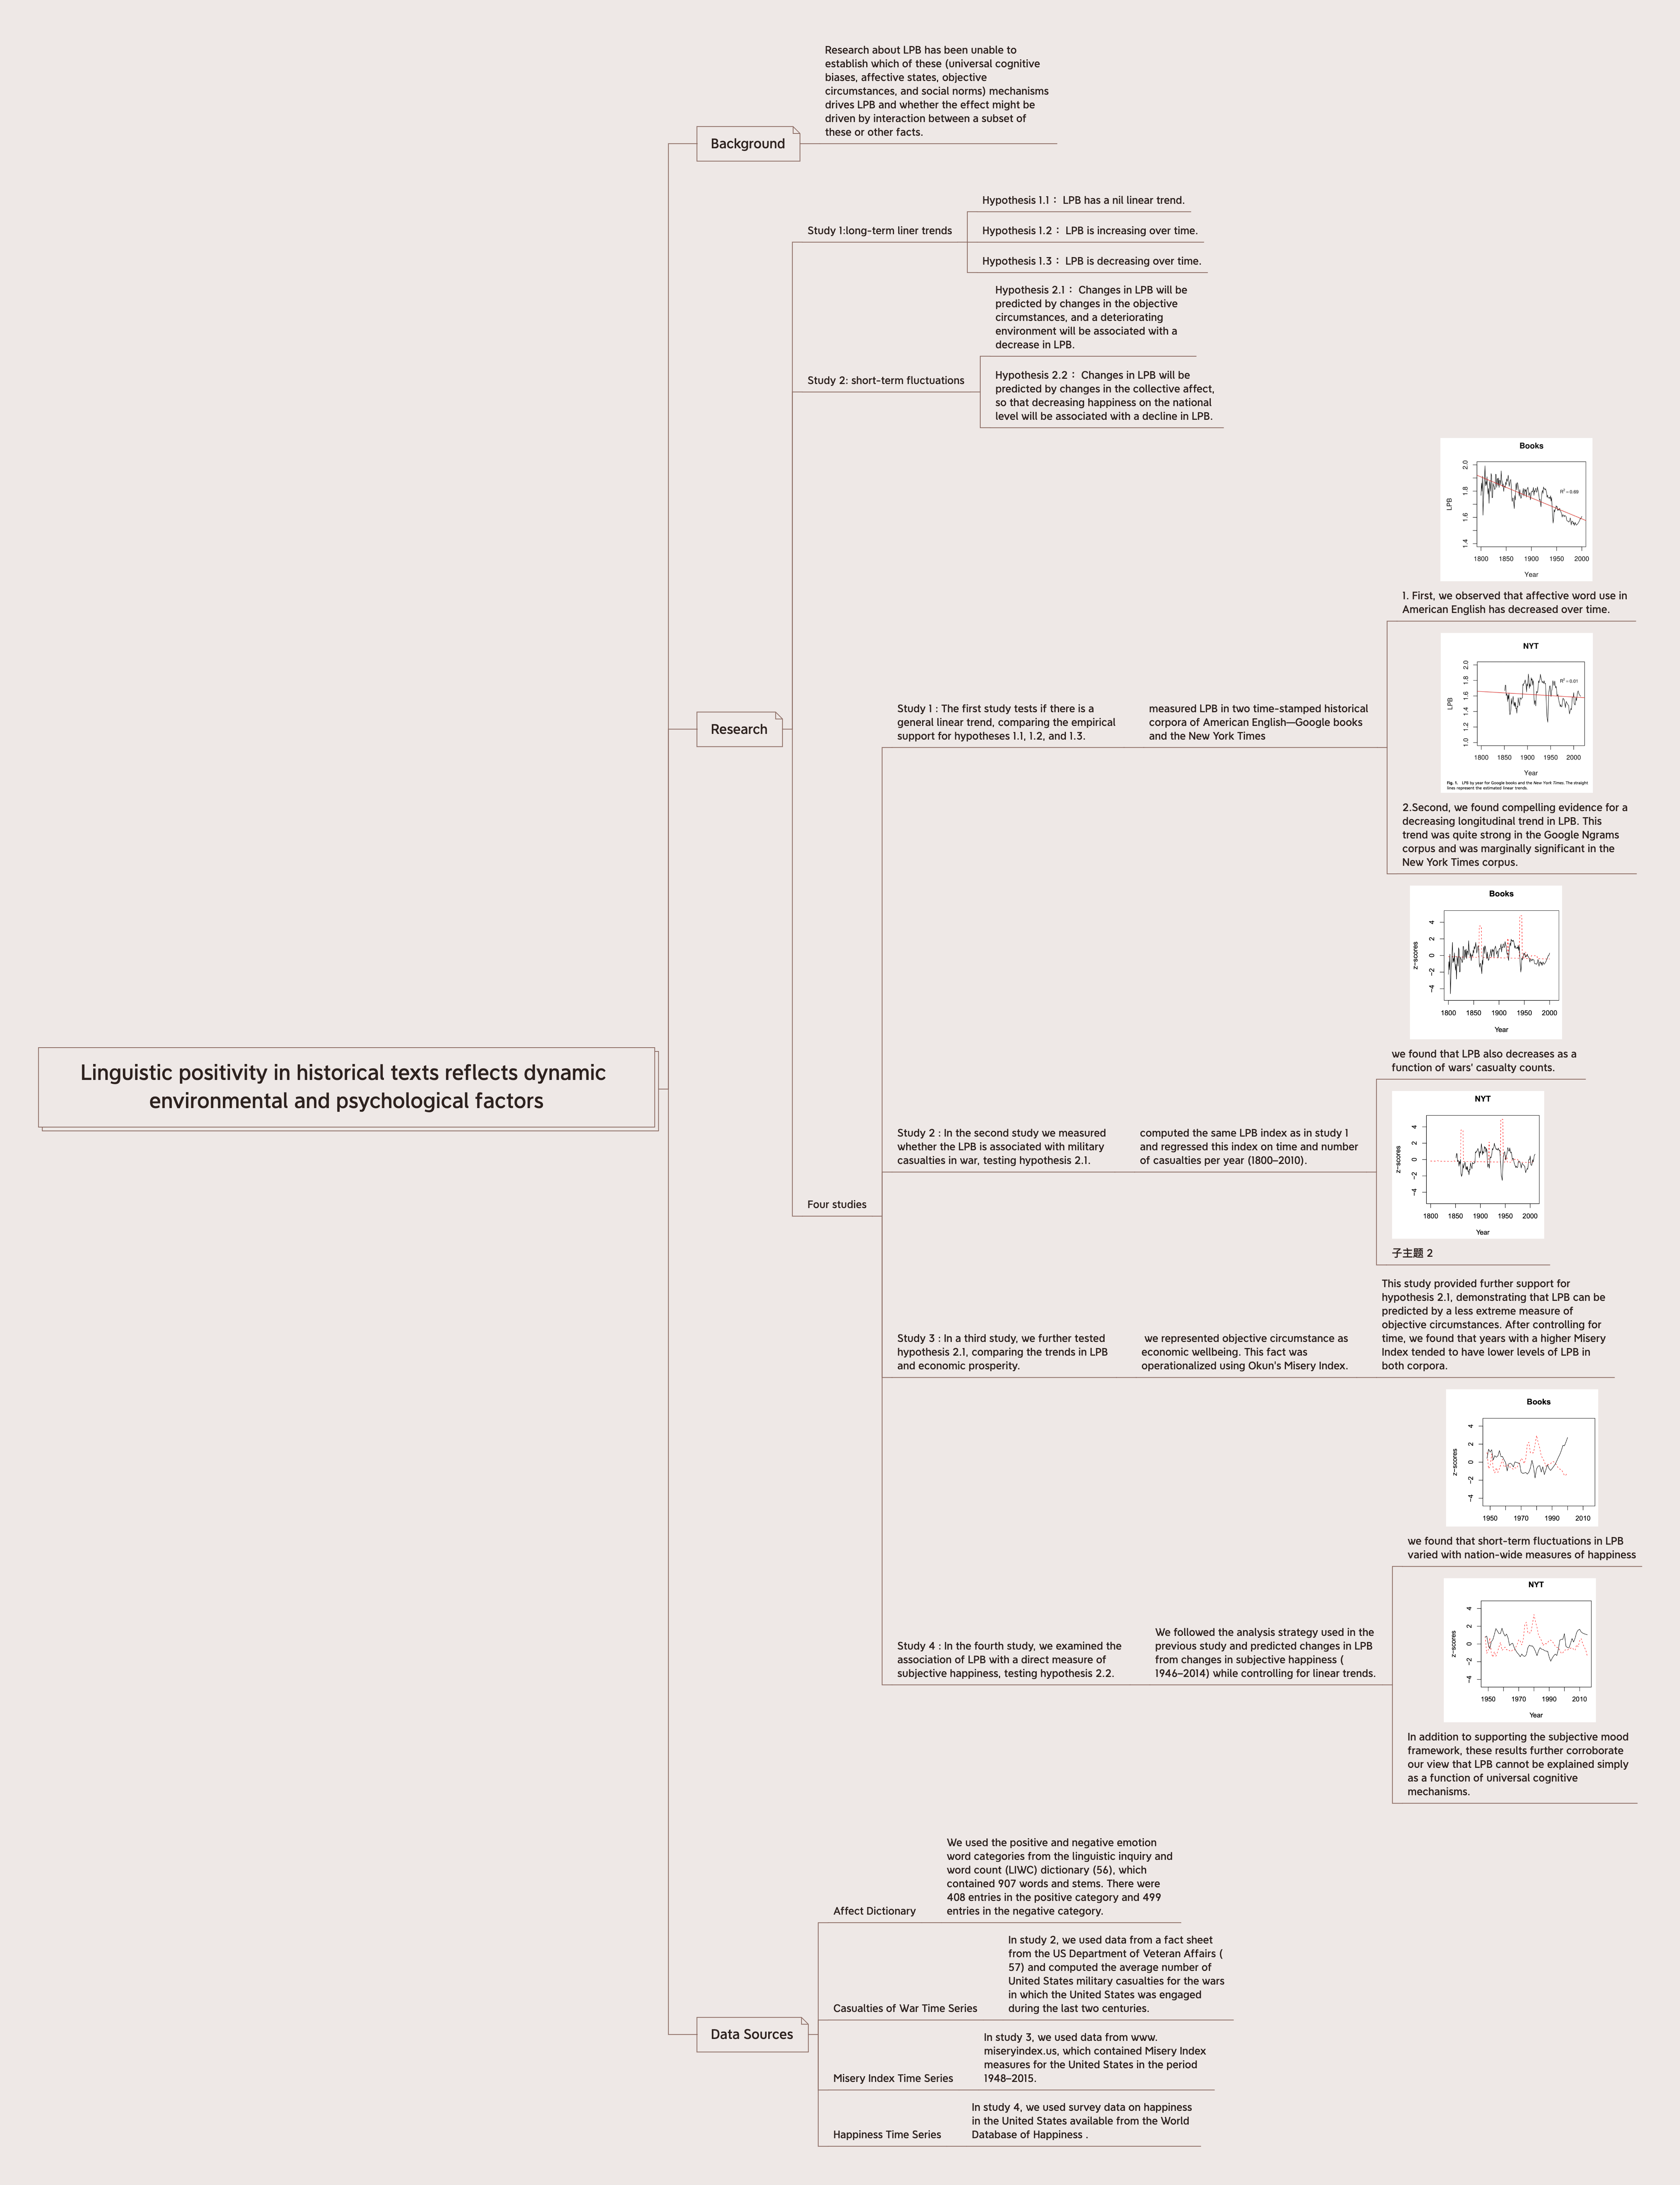 Linguistic positivity in historical texts reflects dynamic
environmental and psychological factors
Background
Research about LPB has been unable to
establish which of these (universal cognitive
biases, affective states, objective
circumstances, and social norms) mechanisms
drives LPB and whether the effect might be
driven by interaction between a subset of
these or other facts.
Research
Study 1:long-term liner trends
Hypothesis 1.1： LPB has a nil linear trend.
Hypothesis 1.2： LPB is increasing over time.
Hypothesis 1.3： LPB is decreasing over time.
Study 2: short-term fluctuations
Hypothesis 2.1： Changes in LPB will be
predicted by changes in the objective
circumstances, and a deteriorating
environment will be associated with a
decrease in LPB.
Hypothesis 2.2： Changes in LPB will be
predicted by changes in the collective affect,
so that decreasing happiness on the national
level will be associated with a decline in LPB.
Four studies
Study 1 : The first study tests if there is a
general linear trend, comparing the empirical
support for hypotheses 1.1, 1.2, and 1.3.
measured LPB in two time-stamped historical
corpora of American English—Google books
and the New York Times
Books
LPB
2.0
1.8
1.6
1.4
R² = 0.69
1800 1850 1900 1950 2000
Year
1. First, we observed that affective word use in
American English has decreased over time.
NYT
LPB
2.0
1.8
1.6
1.4
1.2
1.0
R² = 0.01
1800 1850 1900 1950 2000
Year
Fig. 1. LPB by year for Google books and the New York Times. The straight
lines represent the estimated linear trends.
2.Second, we found compelling evidence for a
decreasing longitudinal trend in LPB. This
trend was quite strong in the Google Ngrams
corpus and was marginally significant in the
New York Times corpus.
Study 2 : In the second study we measured
whether the LPB is associated with military
casualties in war, testing hypothesis 2.1.
computed the same LPB index as in study 1
and regressed this index on time and number
of casualties per year (1800–2010).
Books
z-scores
4
2
0
-2
-4
1800 1850 1900 1950 2000
Year
we found that LPB also decreases as a
function of wars' casualty counts.
NYT
z-scores
4
2
0
-2
-4
1800 1850 1900 1950 2000
Year
子主题 2
Study 3 : In a third study, we further tested
hypothesis 2.1, comparing the trends in LPB
and economic prosperity.
we represented objective circumstance as
economic wellbeing. This fact was
operationalized using Okun's Misery Index.
This study provided further support for
hypothesis 2.1, demonstrating that LPB can be
predicted by a less extreme measure of
objective circumstances. After controlling for
time, we found that years with a higher Misery
Index tended to have lower levels of LPB in
both corpora.
Study 4 : In the fourth study, we examined the
association of LPB with a direct measure of
subjective happiness, testing hypothesis 2.2.
We followed the analysis strategy used in the
previous study and predicted changes in LPB
from changes in subjective happiness (
1946–2014) while controlling for linear trends.
Books
z-scores
4
2
0
-2
-4
1950 1970 1990 2010
we found that short-term fluctuations in LPB
varied with nation-wide measures of happiness
NYT
z-scores
4
2
0
-2
-4
1950 1970 1990 2010
Year
In addition to supporting the subjective mood
framework, these results further corroborate
our view that LPB cannot be explained simply
as a function of universal cognitive
mechanisms.
Data Sources
Affect Dictionary
We used the positive and negative emotion
word categories from the linguistic inquiry and
word count (LIWC) dictionary (56), which
contained 907 words and stems. There were
408 entries in the positive category and 499
entries in the negative category.
Casualties of War Time Series
In study 2, we used data from a fact sheet
from the US Department of Veteran Affairs (
57) and computed the average number of
United States military casualties for the wars
in which the United States was engaged
during the last two centuries.
Misery Index Time Series
In study 3, we used data from www.
miseryindex.us, which contained Misery Index
measures for the United States in the period
1948–2015.
Happiness Time Series
In study 4, we used survey data on happiness
in the United States available from the World
Database of Happiness .